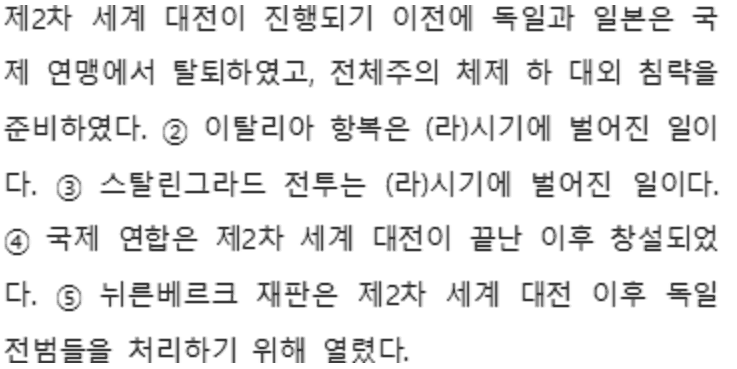 제2차 세계 대전이 진행되기 이전에 독일과 일본은 국
제 연맹에서 탈퇴하였고, 전체주의 체제 하 대외 침략을
준비하였다. ② 이탈리아 항복은 (라)시기에 벌어진 일이
다. ③ 스탈린그라드 전투는 (라)시기에 벌어진 일이다.
④ 국제 연합은 제2차 세계 대전이 끝난 이후 창설되었
다. ⑤ 뉘른베르크 재판은 제2차 세계 대전 이후 독일
전범들을 처리하기 위해 열렸다.